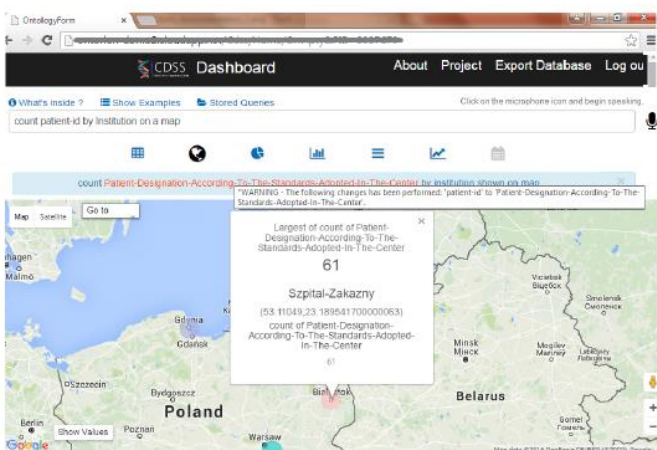 OntologyForm
CDSS Dashboard
About Project Export Database Log ou
What's inside ? Show Examples Stored Queries
Click on the microphone icon and begin speaking.
count patient-id by Institution on a map
count Patient-Designation-According-To-The-Standards-Adopted-In-The-Center by institution shown on map
"WARNING - The following changes has been performed: 'patient-id' to 'Patient-Designation-According-To-The-
Standards-Adopted-In-The-Center'.
Map Satellite
Go to
Largest of count of Patient-
Designation-According-To-The-
Standards-Adopted-In-The-Center
61
Szpital-Zakazny
(53.11049,23.189541700000063)
count of Patient-Designation-
According-To-The-Standards-Adopted-
In-The-Center
61
nhagen
Malmö
Gdynia
Gdańsk
Szczecin
Bydgoszcz
Poland
Berlin
Poznań
Warsaw
Show Values
Google
Minsk
Мінск
Belarus
Smolensk
Смоленск
Gomel